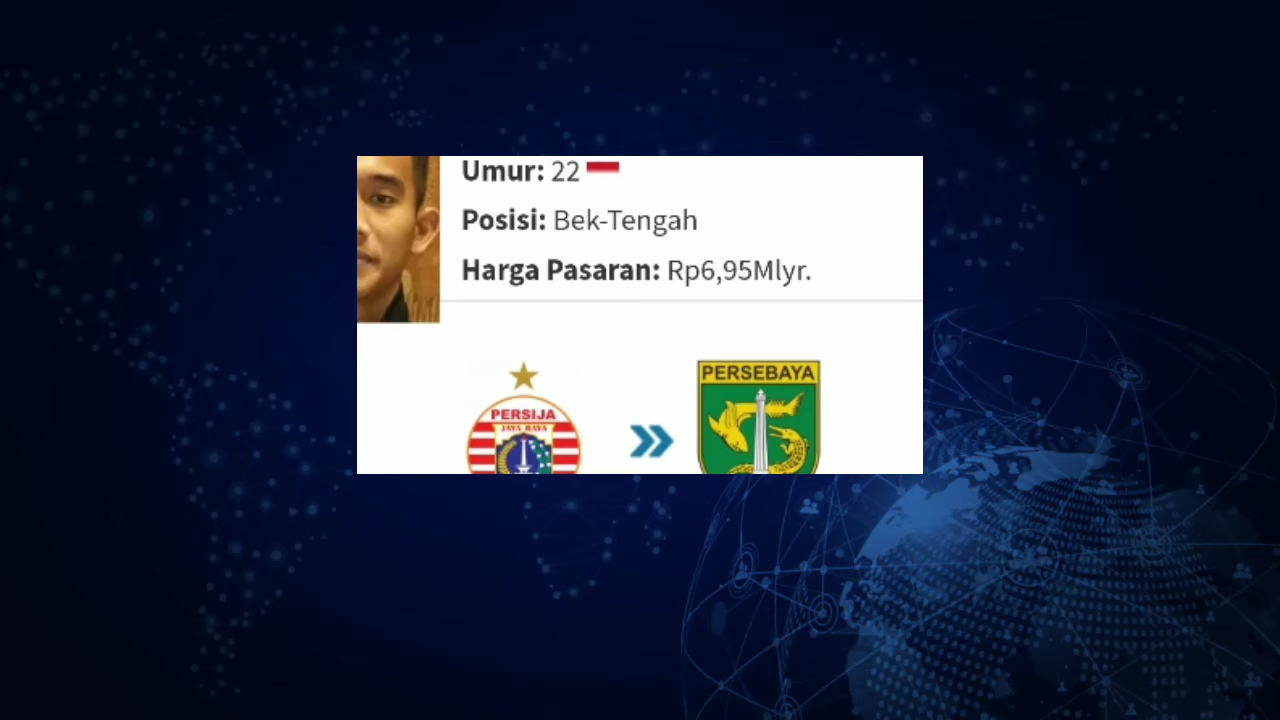 Umur: 22
Posisi: Bek-Tengah
Harga Pasaran: Rp6,95Mlyr.
PERSIJA
JAYA RAYA
PERSEBAYA